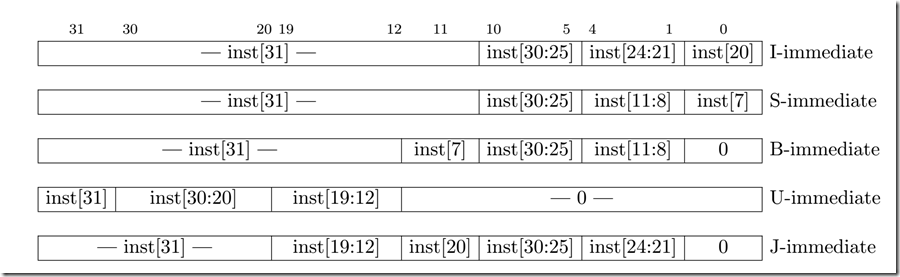 31 30 20 19 12 11 10 5 4 1 0
— inst[31] — inst[30:25] inst[24:21] inst[20] I-immediate
— inst[31] — inst[30:25] inst[11:8] inst[7] S-immediate
— inst[31] — inst[7] inst[30:25] inst[11:8] 0 B-immediate
inst[31] inst[30:20] inst[19:12] — 0 — U-immediate
— inst[31] — inst[19:12] inst[20] inst[30:25] inst[24:21] 0 J-immediate